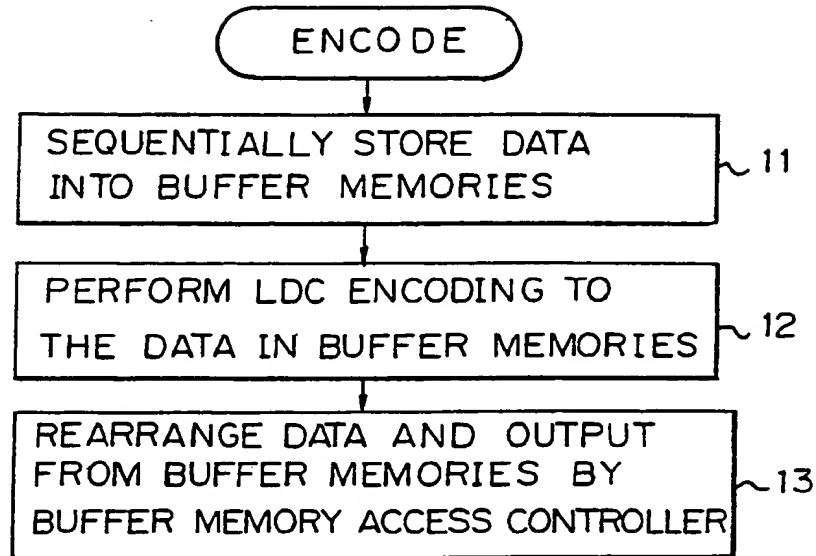 ENCODE
SEQUENTIALLY STORE DATA
INTO BUFFER MEMORIES
11
PERFORM LDC ENCODING TO
THE DATA IN BUFFER MEMORIES
12
REARRANGE DATA AND OUTPUT
FROM BUFFER MEMORIES BY
BUFFER MEMORY ACCESS CONTROLLER
13